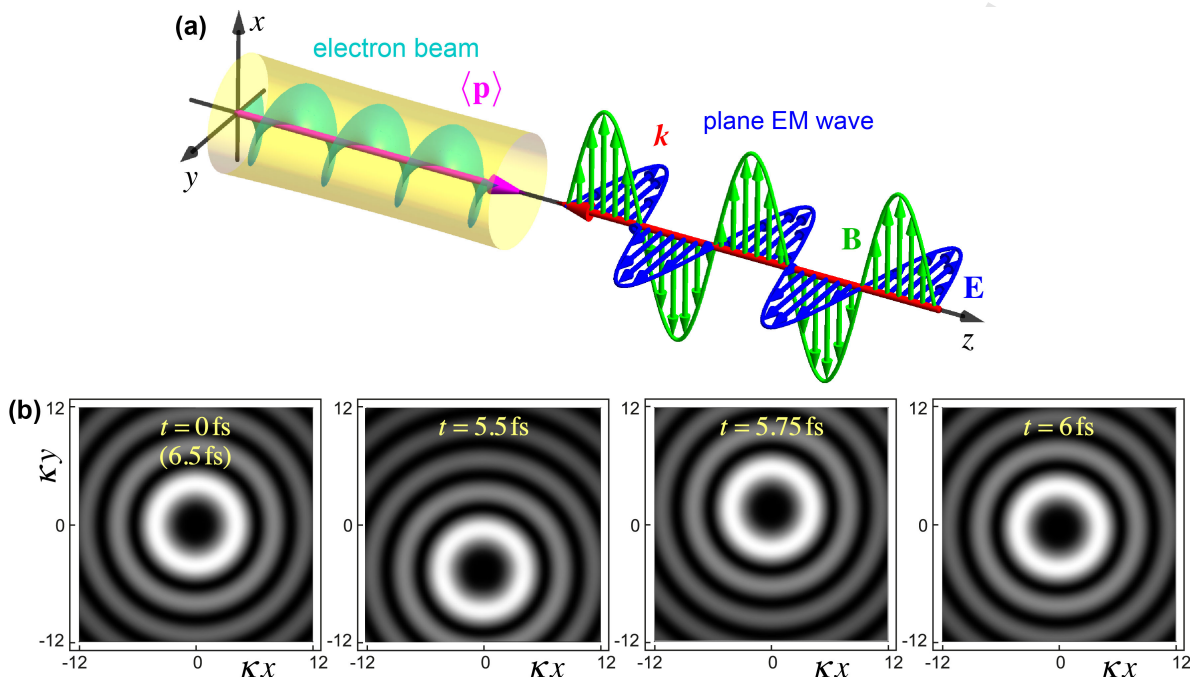 (a)
x
electron beam
⟨p⟩
plane EM wave
k
y
B
E
z
(b)
12
κy
0
-12
t = 0 fs
(6.5 fs)
-12
0
κx
12
12
0
-12
t = 5.5 fs
-12
0
κx
12
12
0
-12
t = 5.75 fs
-12
0
κx
12
12
0
-12
t = 6 fs
-12
0
κx
12